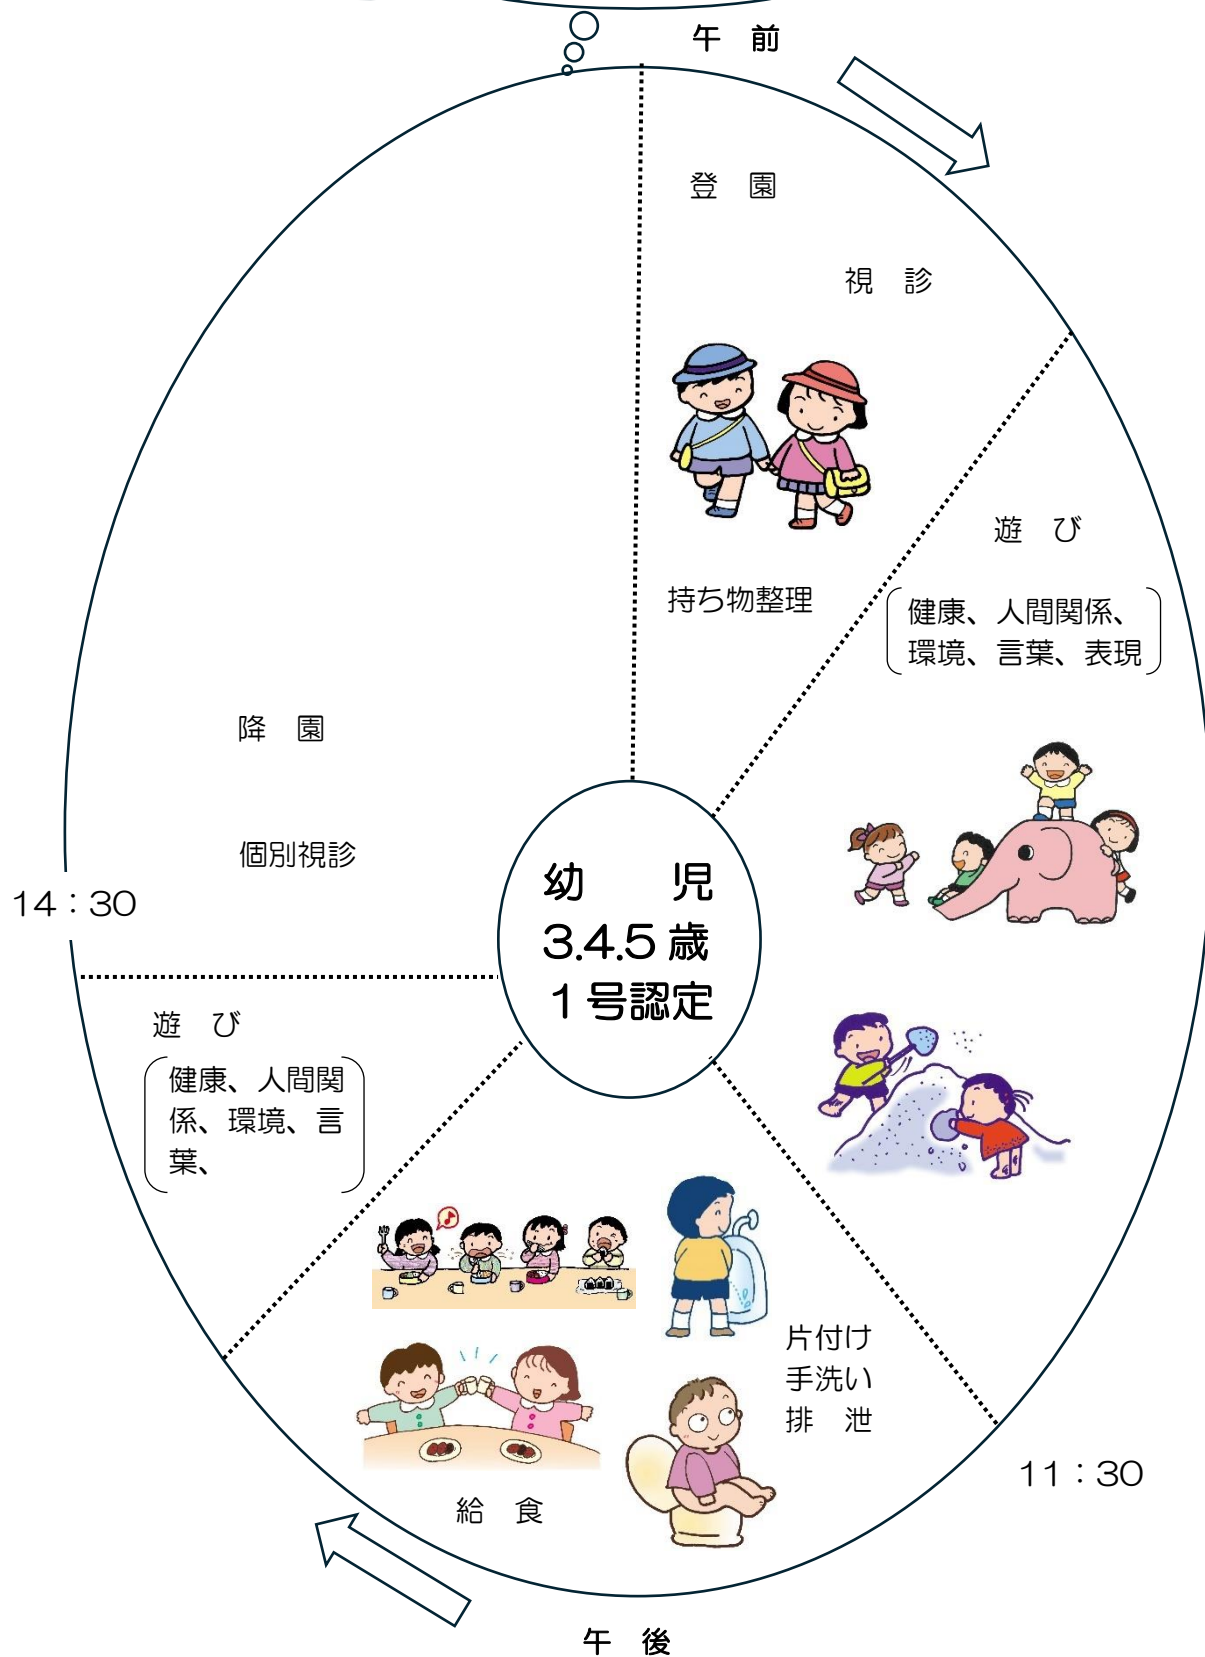 午　前
登　園
視　診
持ち物整理
遊　び
健康、人間関係、
環境、言葉、表現
幼　児
3.4.5 歳
1 号認定
片付け
手洗い
排　泄
11：30
給　食
午　後
遊　び
健康、人間関
係、環境、言
葉、
14：30
降　園
個別視診